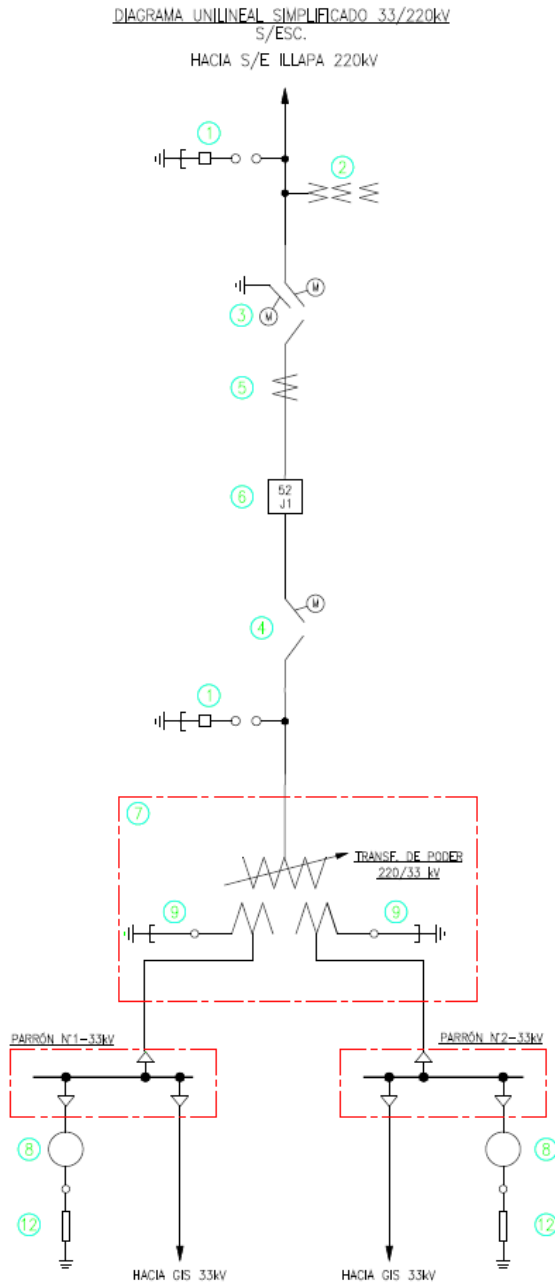 DIAGRAMA UNILINEAL SIMPLIFICADO 33/220kV
S/ESC.
HACIA S/E ILLAPA 220kV
1
2
M
3
M
5
6
52
J1
M
4
1
7
TRANSF. DE PODER
220/33 kV
9
9
PARRÓN N°1-33kV
PARRÓN N°2-33kV
8
8
12
12
HACIA GIS 33kV
HACIA GIS 33kV